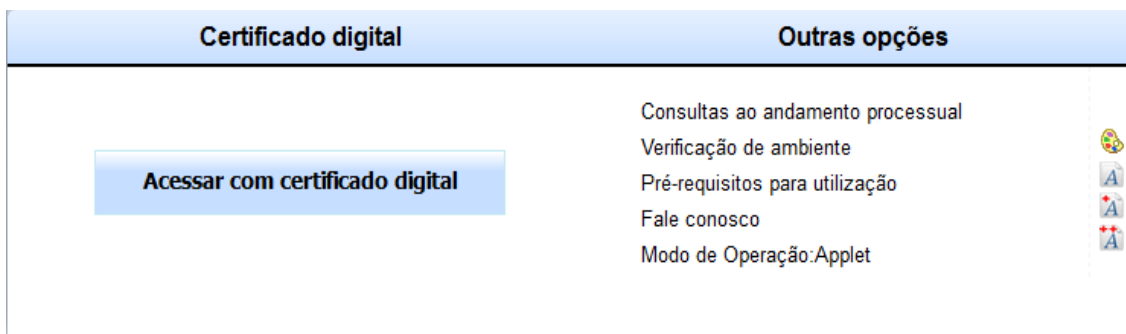 Certificado digital
Outras opções
Acessar com certificado digital
Consultas ao andamento processual
Verificação de ambiente
Pré-requisitos para utilização
Fale conosco
Modo de Operação:Applet
A
A
A